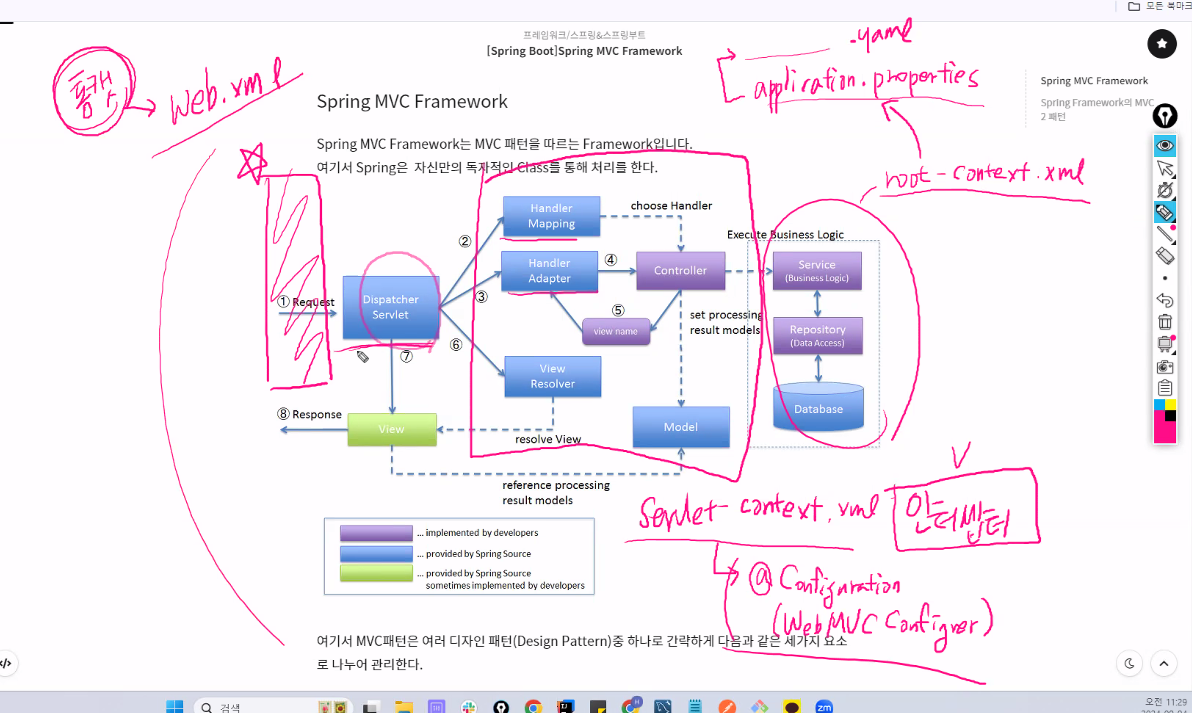 모든 북마크
프레임워크/스프링&스프링부트
[Spring Boot]Spring MVC Framework
톰캣
Web.xml
.yaml
application.properties
root-context.xml
Spring MVC Framework
Spring Framework의 MVC
2 패턴
Spring MVC Framework
Spring MVC Framework는 MVC 패턴을 따르는 Framework입니다.
여기서 Spring은 자신만의 독자적인 Class를 통해 처리를 한다.
Handler
Mapping
choose Handler
Execute Business Logic
②
Handler
Adapter
④
Controller
Service
(Business Logic)
① Request
Dispatcher
Servlet
③
⑤
view name
set processing
result models
Repository
(Data Access)
⑥
⑦
View
Resolver
Database
⑧ Response
View
resolve View
Model
reference processing
result models
Servlet-context.xml
인터셉터
... implemented by developers
... provided by Spring Source
... provided by Spring Source
sometimes implemented by developers
@ Configuration
(WebMVC Configurer)
여기서 MVC패턴은 여러 디자인 패턴(Design Pattern)중 하나로 간략하게 다음과 같은 세가지 요소
로 나누어 관리한다.
검색
오전 11:29